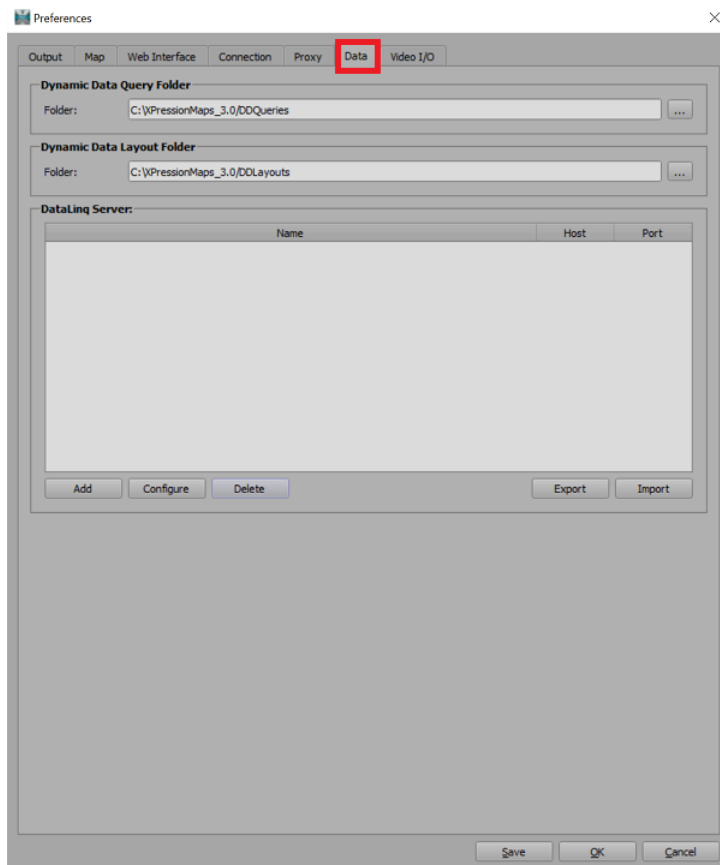 Preferences
Output Map Web Interface Connection Proxy Data Video I/O
Dynamic Data Query Folder
Folder: C:\XPressionMaps_3.0/DDQueries ...
Dynamic Data Layout Folder
Folder: C:\XPressionMaps_3.0/DDLayouts ...
DataLinq Server:
Name Host Port
Add Configure Delete Export Import
Save OK Cancel